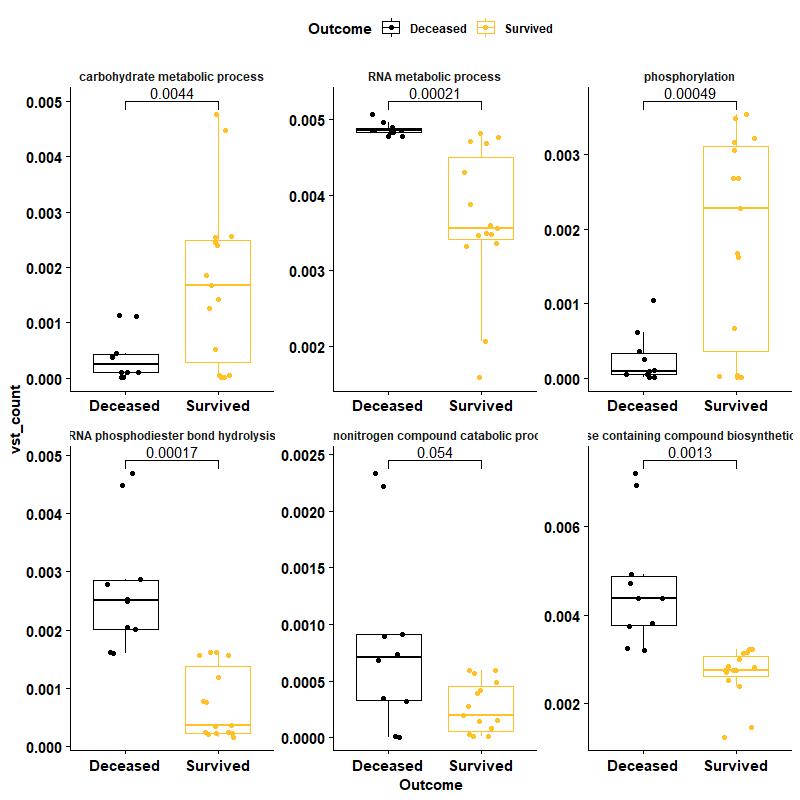 Outcome Deceased Survived
carbohydrate metabolic process
0.0044
0.005
0.004
0.003
0.002
0.001
0.000
Deceased Survived
RNA metabolic process
0.00021
0.005
0.004
0.003
0.002
Deceased Survived
phosphorylation
0.00049
0.003
0.002
0.001
0.000
Deceased Survived
vst_count
RNA phosphodiester bond hydrolysis
0.00017
0.005
0.004
0.003
0.002
0.001
0.000
Deceased Survived
nonitrogen compound catabolic proc
0.054
0.0025
0.0020
0.0015
0.0010
0.0005
0.0000
Deceased Survived
se containing compound biosynthetic
0.0013
0.006
0.004
0.002
Deceased Survived
Outcome